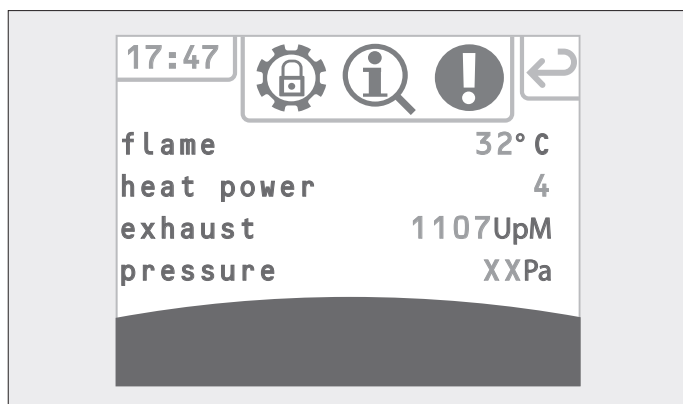 17:47
flame 32° C
heat power 4
exhaust 1107UpM
pressure XXPa